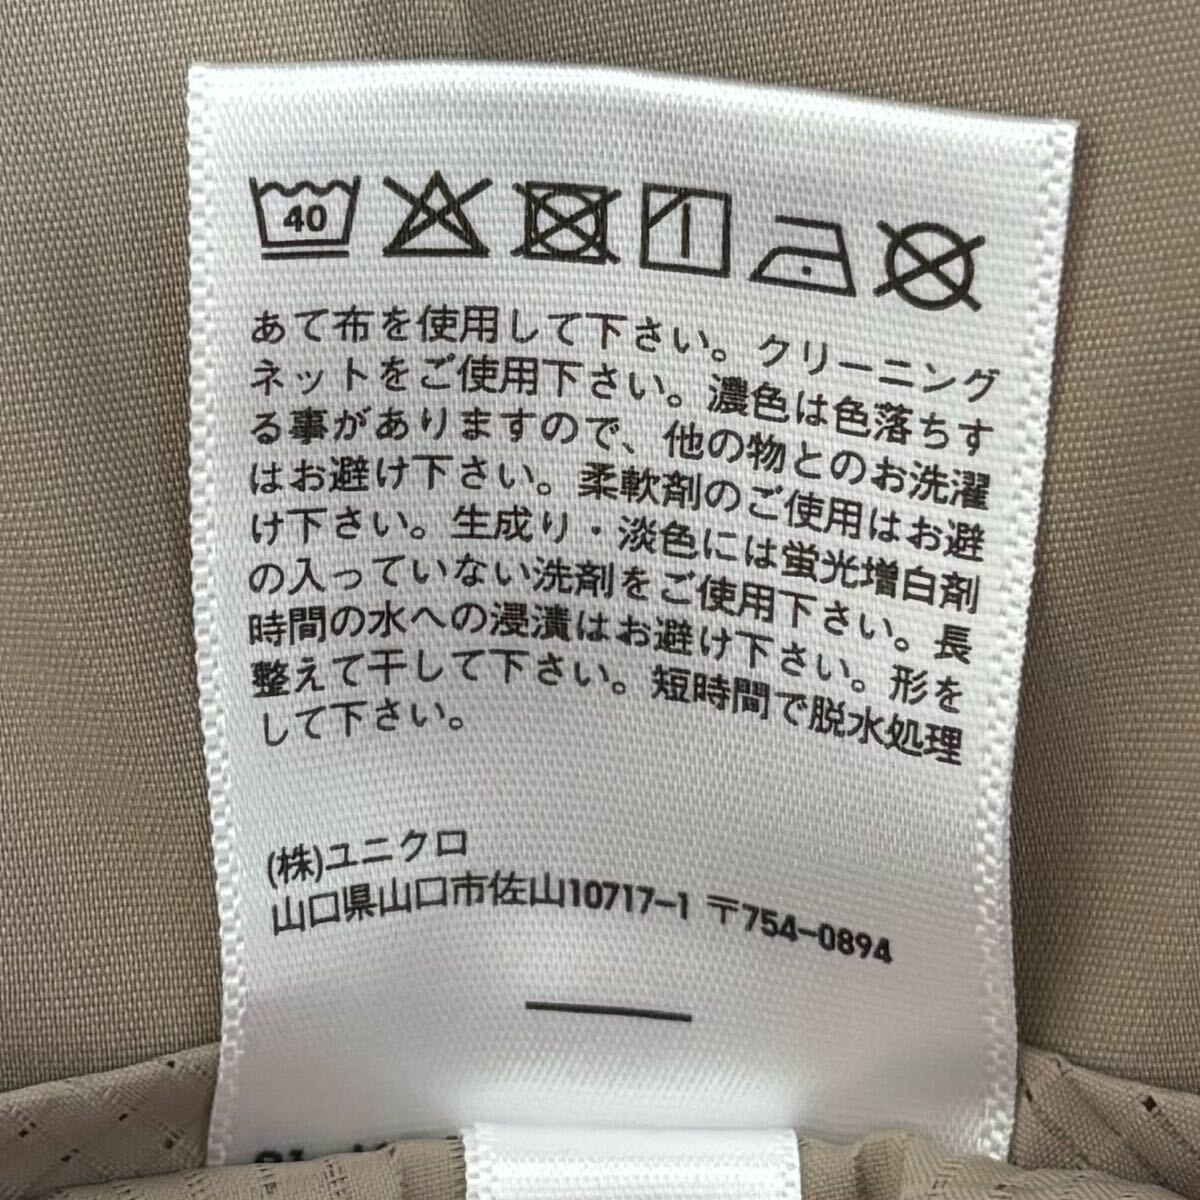 40
あて布を使用して下さい。クリーニング
ネットをご使用下さい。濃色は色落ちす
る事がありますので、他の物とのお洗濯
はお避け下さい。柔軟剤のご使用はお避
け下さい。生成り・淡色には蛍光増白剤
の入っていない洗剤をご使用下さい。長
時間の水への浸漬はお避け下さい。形を
整えて干して下さい。短時間で脱水処理
して下さい。
(株)ユニクロ
山口県山口市佐山10717-1 〒754-0894